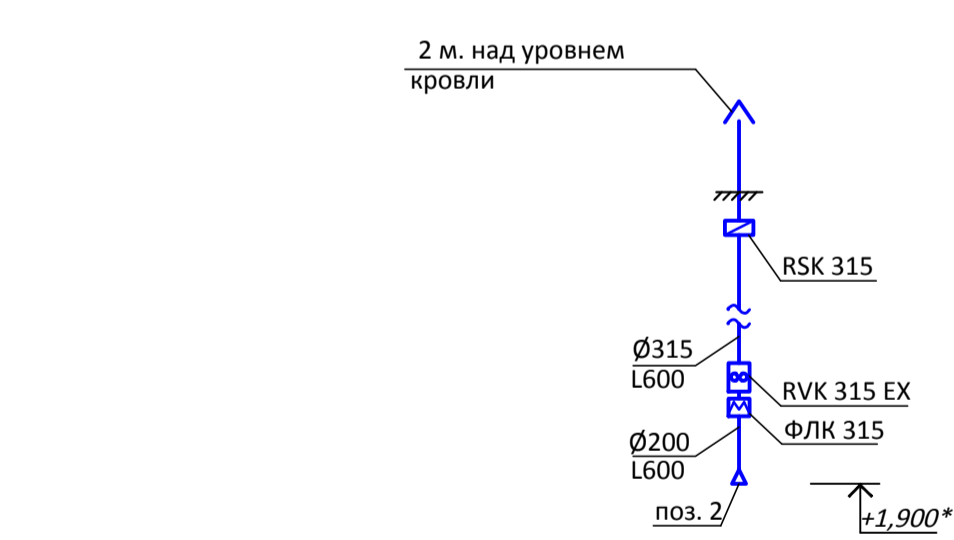 2 м. над уровнем
кровли
RSK 315
Ø315
L600
RVK 315 EX
ФЛК 315
Ø200
L600
поз. 2
+1,900*